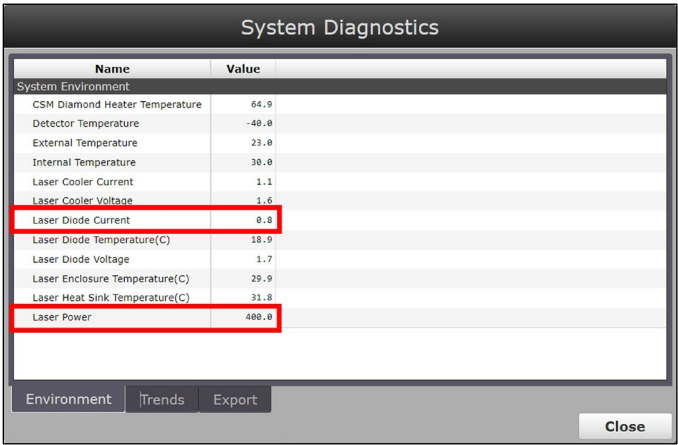 System Diagnostics
Name Value
System Environment
CSM Diamond Heater Temperature 64.9
Detector Temperature -40.0
External Temperature 23.0
Internal Temperature 30.0
Laser Cooler Current 1.1
Laser Cooler Voltage 1.6
Laser Diode Current 0.8
Laser Diode Temperature(C) 18.9
Laser Diode Voltage 1.7
Laser Enclosure Temperature(C) 29.9
Laser Heat Sink Temperature(C) 31.8
Laser Power 400.0
Environment Trends Export
Close